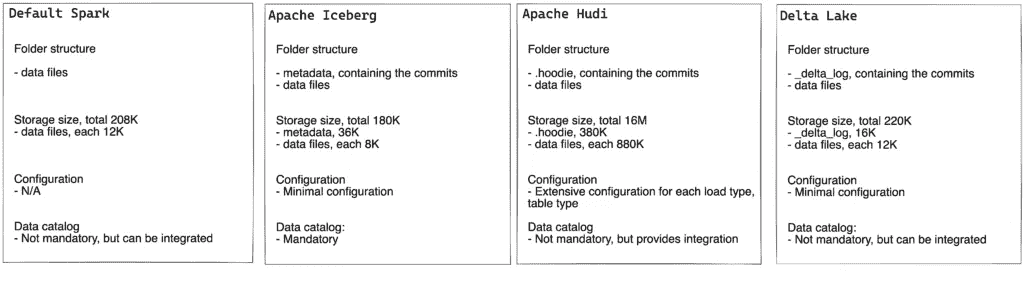 Default Spark
Folder structure
- data files
Storage size, total 208K
- data files, each 12K
Configuration
- N/A
Data catalog
- Not mandatory, but can be integrated
Apache Iceberg
Folder structure
- metadata, containing the commits
- data files
Storage size, total 180K
- metadata, 36K
- data files, each 8K
Configuration
- Minimal configuration
Data catalog:
- Mandatory
Apache Hudi
Folder structure
- .hoodie, containing the commits
- data files
Storage size, total 16M
- .hoodie, 380K
- data files, each 880K
Configuration
- Extensive configuration for each load type,
table type
Data catalog
- Not mandatory, but provides integration
Delta Lake
Folder structure
- _delta_log, containing the commits
- data files
Storage size, total 220K
- _delta_log, 16K
- data files, each 12K
Configuration
- Minimal configuration
Data catalog:
- Not mandatory, but can be integrated